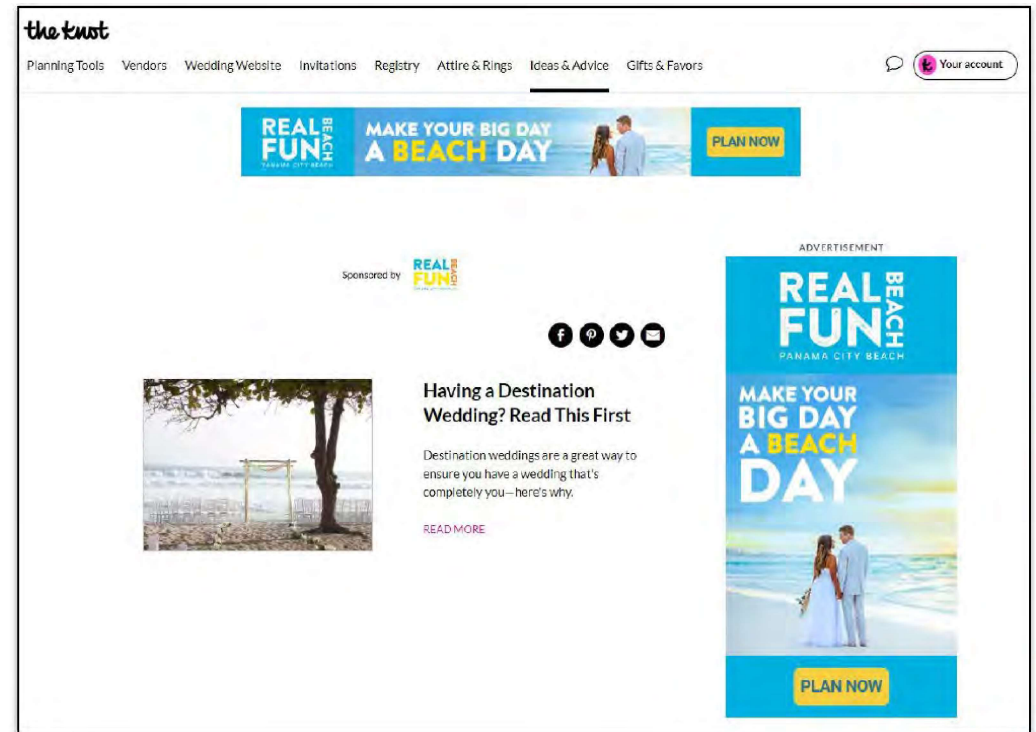 the knot
Planning Tools Vendors Wedding Website Invitations Registry Attire & Rings Ideas & Advice Gifts & Favors
Your account
REAL FUN BEACH
PANAMA CITY BEACH
MAKE YOUR BIG DAY
A BEACH DAY
PLAN NOW
Sponsored by
REAL FUN BEACH
Having a Destination
Wedding? Read This First
Destination weddings are a great way to
ensure you have a wedding that's
completely you—here's why.
READ MORE
ADVERTISEMENT
REAL FUN BEACH
PANAMA CITY BEACH
MAKE YOUR
BIG DAY
A BEACH
DAY
PLAN NOW